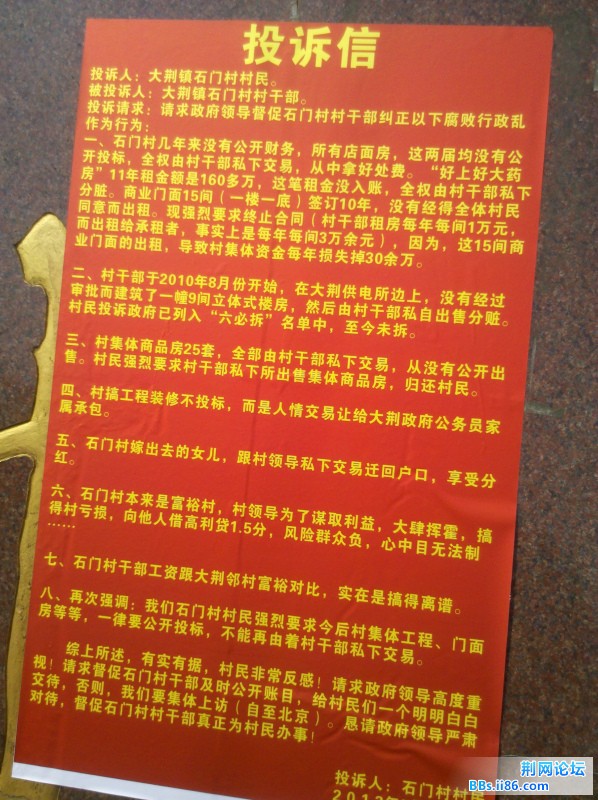 投诉信
投诉人：大荆镇石门村村民。
被投诉人：大荆镇石门村村干部。
投诉请求：请求政府领导督促石门村村干部纠正以下腐败行政乱
作为行为：
一、石门村几年来没有公开财务，所有店面房，这两届均没有公
开投标，全权由村干部私下交易，从中拿好处费。“好上好大药
房”11年租金额是160多万，这笔租金没入账，全权由村干部私下
分赃。商业门面15间（一楼一底）签订10年，没有经得全体村民
同意而出租。现强烈要求终止合同（村干部租房每年每间1万元，
而出租给承租者，事实上是每年每间3万余元），因为，这15间商
业门面的出租，导致村集体资金每年损失掉30余万。
二、村干部于2010年8月份开始，在大荆供电所边上，没有经过
审批而建筑了一幢9间立体式楼房，然后由村干部私自出售分赃。
村民投诉政府已列入“六必拆”名单中，至今未拆。
三、村集体商品房25套，全部由村干部私下交易，从没有公开出
售。村民强烈要求村干部私下所出售集体商品房，归还村民。
四、村搞工程装修不投标，而是人情交易让给大荆政府公务员家
属承包。
五、石门村嫁出去的女儿，跟村领导私下交易迁回户口，享受分
红。
六、石门村本来是富裕村，村领导为了谋取利益，大肆挥霍，搞
得村亏损，向他人借高利贷1.5分，风险群众负，心中目无法制
……
七、石门村干部工资跟大荆邻村富裕对比，实在是搞得离谱。
八、再次强调：我们石门村村民强烈要求今后村集体工程、门面
房等等，一律要公开投标，不能再由着村干部私下交易。
综上所述，有实有据，村民非常反感！请求政府领导高度重
视！请求督促石门村干部及时公开账目，给村民们一个明明白白
交待，否则，我们要集体上访（自至北京）。恳请政府领导严肃
对待，督促石门村村干部真正为村民办事！
投诉人：石门村村民
荆网论坛
BBs.ii86.com